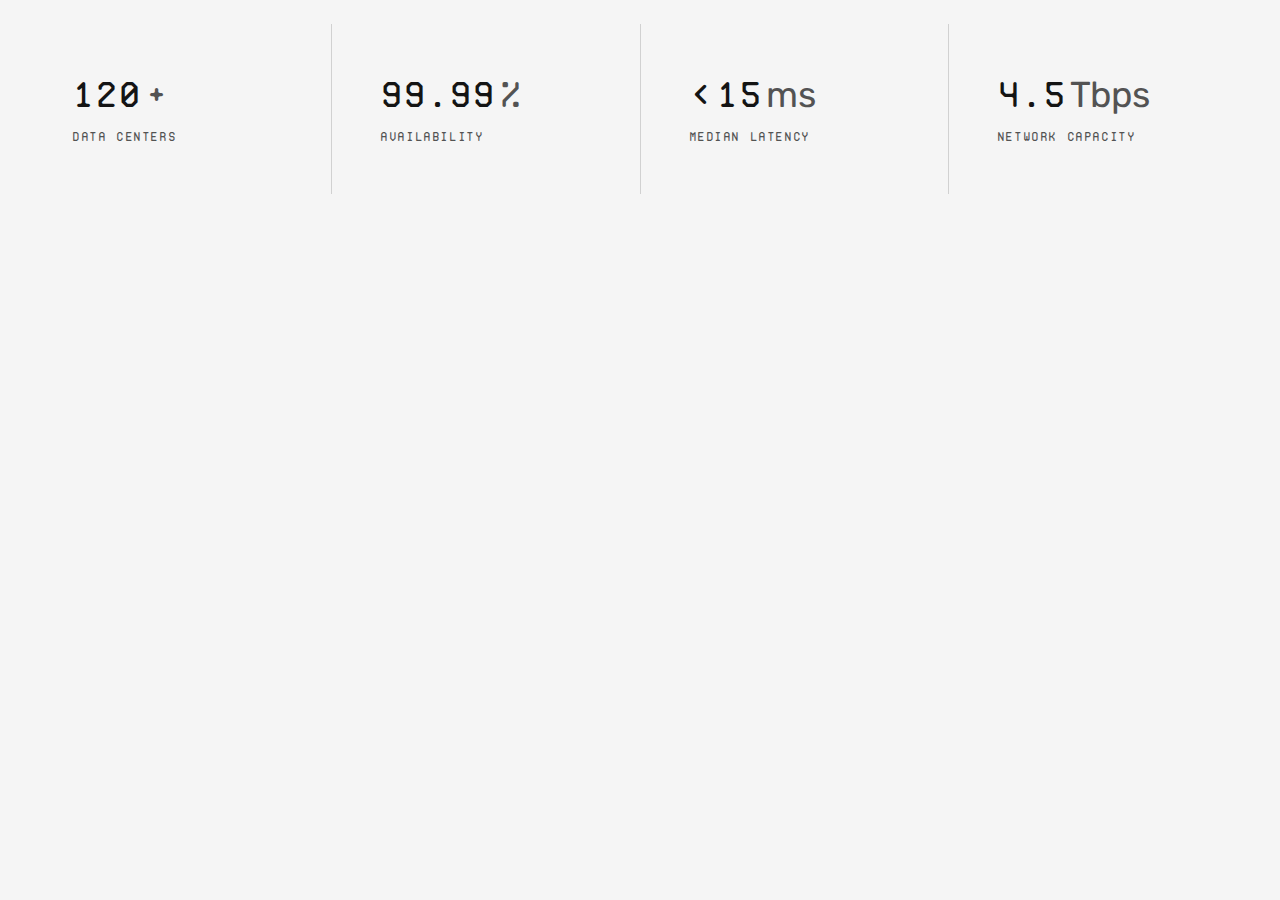 120+
DATA CENTERS
99.99%
AVAILABILITY
<15ms
MEDIAN LATENCY
4.5Tbps
NETWORK CAPACITY